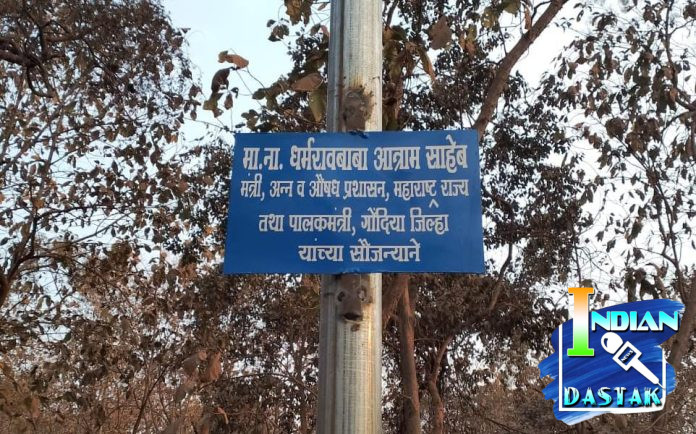 मा.ना. धर्मरावबाबा आत्राम साहेब
मंत्री, अन्न व औषध प्रशासन, महाराष्ट्र राज्य
तथा पालकमंत्री, गोंदिया जिल्हा
यांच्या सौजन्याने
INDIAN
DASTAK